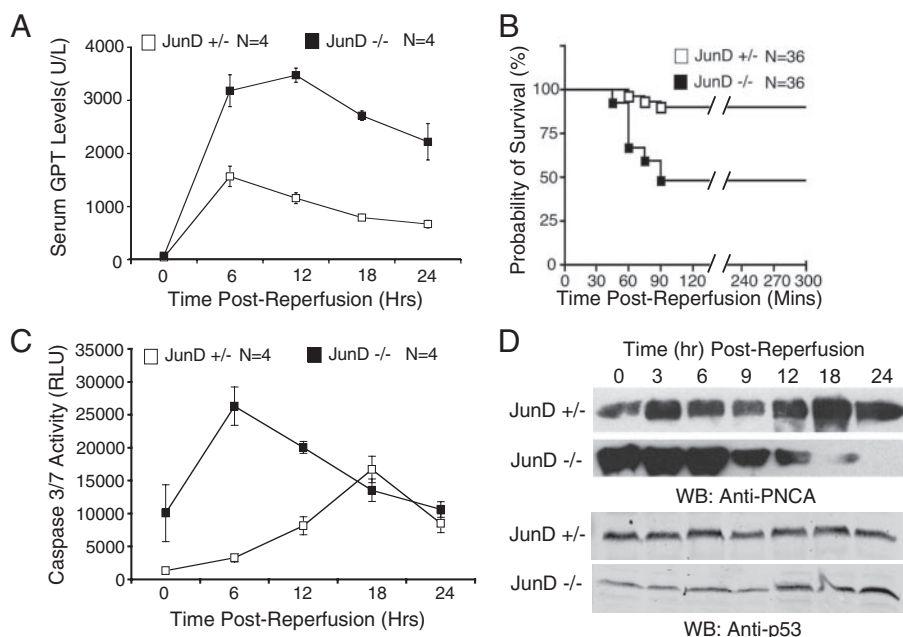 A
JunD +/- N=4
JunD -/- N=4
Serum GPT Levels( U/L)
4000
3000
2000
1000
0
0 6 12 18 24
Time Post-Reperfusion (Hrs)
B
JunD +/- N=36
JunD -/- N=36
Probability of Survival (%)
100
75
50
25
0
0 30 60 90 120 240 270 300
Time Post-Reperfusion (Mins)
C
JunD +/- N=4
JunD -/- N=4
Caspase 3/7 Activity (RLU)
35000
30000
25000
20000
15000
10000
5000
0
0 6 12 18 24
Time Post-Reperfusion (Hrs)
D
Time (hr) Post-Reperfusion
0 3 6 9 12 18 24
JunD +/-
JunD -/-
WB: Anti-PNCA
JunD +/-
JunD -/-
WB: Anti-p53